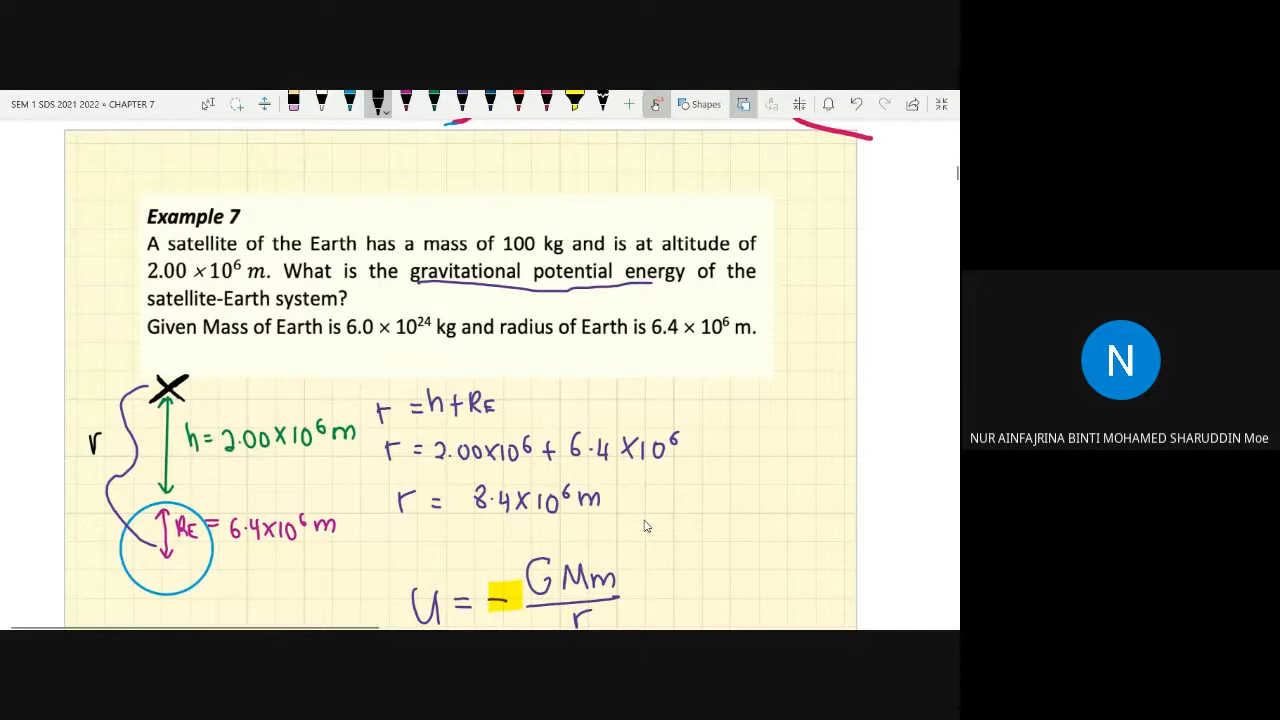 SEM 1 SDS 2021 2022 » CHAPTER 7
Shapes
Example 7
A satellite of the Earth has a mass of 100 kg and is at altitude of
2.00 × 10⁶ m. What is the gravitational potential energy of the
satellite-Earth system?
Given Mass of Earth is 6.0 × 10²⁴ kg and radius of Earth is 6.4 × 10⁶ m.
r
h = 2.00 × 10⁶ m
RE = 6.4 × 10⁶ m
r = h + RE
r = 2.00 × 10⁶ + 6.4 × 10⁶
r = 8.4 × 10⁶ m
U = - GMm
r
N
NUR AINFAJRINA BINTI MOHAMED SHARUDDIN Moe